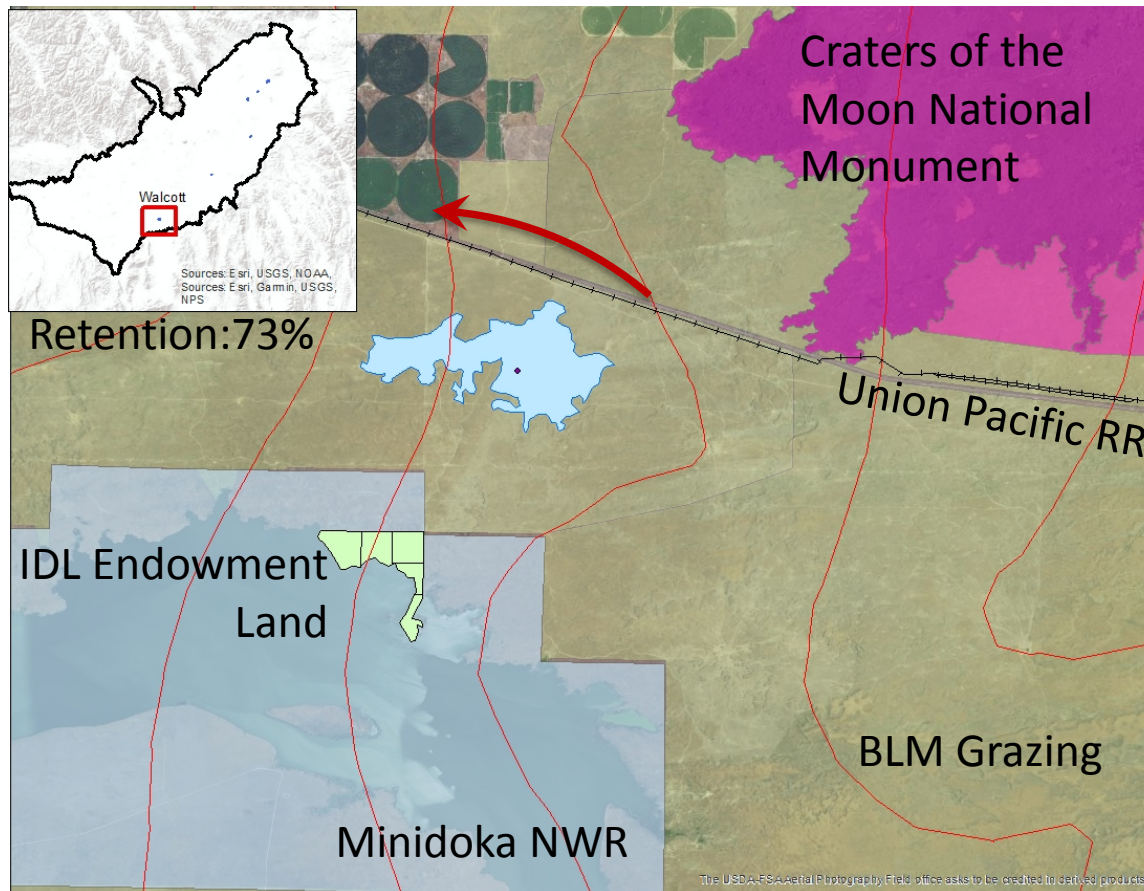 Craters of the
Moon National
Monument
Walcott
Sources: Esri, USGS, NOAA,
Sources: Esri, Garmin, USGS,
NPS
Retention:73%
Union Pacific RR
IDL Endowment
Land
BLM Grazing
Minidoka NWR
The USDA-FSA Aerial Photography Field office asks to be credited in derived products